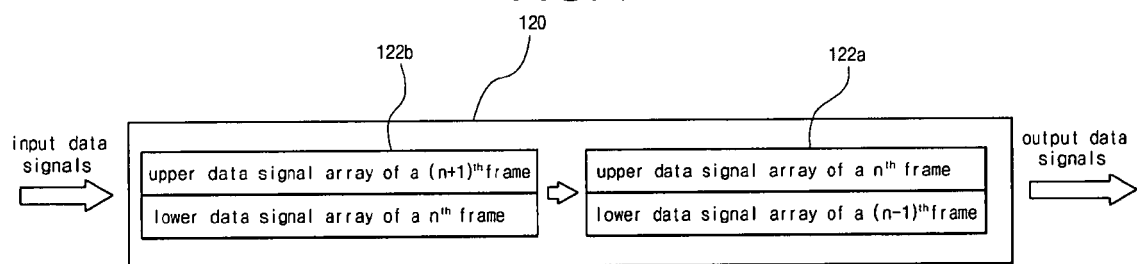 120
122b
122a
input data
signals
upper data signal array of a (n+1)th frame
lower data signal array of a nth frame
upper data signal array of a nth frame
lower data signal array of a (n-1)th frame
output data
signals